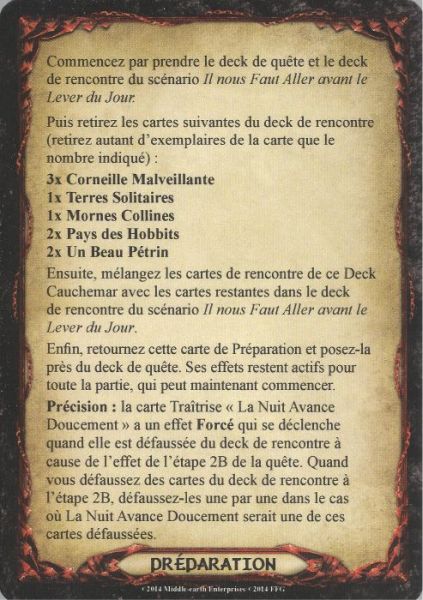 Commencez par prendre le deck de quête et le deck
de rencontre du scénario Il nous Faut Aller avant le
Lever du Jour.
Puis retirez les cartes suivantes du deck de rencontre
(retirez autant d'exemplaires de la carte que le
nombre indiqué) :
3x Corneille Malveillante
1x Terres Solitaires
1x Mornes Collines
2x Pays des Hobbits
2x Un Beau Pétrin
Ensuite, mélangez les cartes de rencontre de ce Deck
Cauchemar avec les cartes restantes dans le deck
de rencontre du scénario Il nous Faut Aller avant le
Lever du Jour.
Enfin, retournez cette carte de Préparation et posez-la
près du deck de quête. Ses effets restent actifs pour
toute la partie, qui peut maintenant commencer.
Précision : la carte Traîtrise « La Nuit Avance
Doucement » a un effet Forcé qui se déclenche
quand elle est défaussée du deck de rencontre à
cause de l'effet de l'étape 2B de la quête. Quand
vous défaussez des cartes du deck de rencontre à
l'étape 2B, défaussez-les une par une dans le cas
où La Nuit Avance Doucement serait une de ces
cartes défaussées.
PRÉPARATION
©2014 Middle-earth Enterprises ©2014 FFG